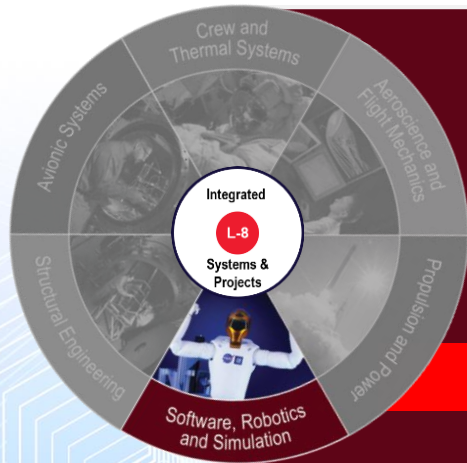 Crew and
Thermal Systems
Avionic Systems
Aeroscience and
Flight Mechanics
Integrated
L-8
Systems &
Projects
Structural Engineering
Propulsion and Power
Software, Robotics
and Simulation